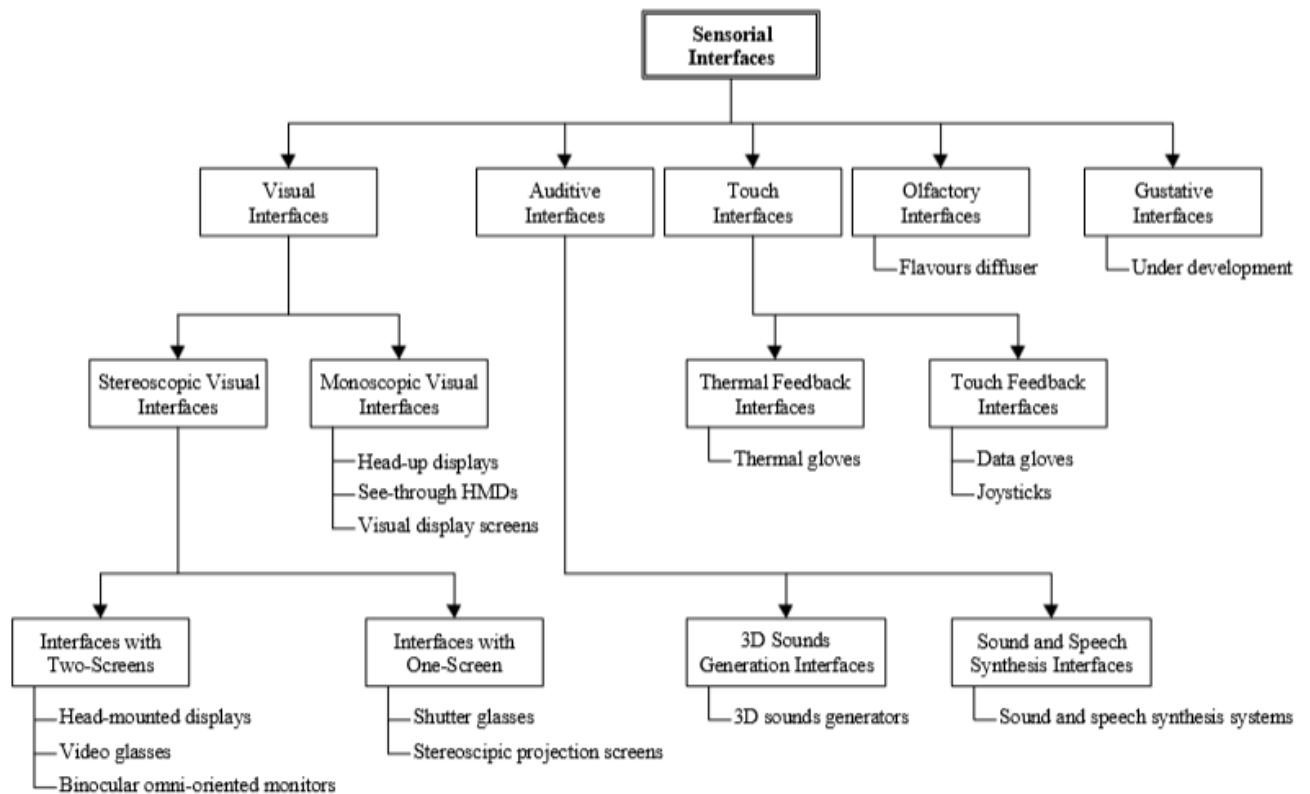 Sensorial
Interfaces
Visual
Interfaces
Auditive
Interfaces
Touch
Interfaces
Olfactory
Interfaces
Gustative
Interfaces
Flavours diffuser
Under development
Stereoscopic Visual
Interfaces
Monoscopic Visual
Interfaces
Thermal Feedback
Interfaces
Touch Feedback
Interfaces
Head-up displays
See-through HMDs
Visual display screens
Thermal gloves
Data gloves
Joysticks
Interfaces with
Two-Screens
Interfaces with
One-Screen
3D Sounds
Generation Interfaces
Sound and Speech
Synthesis Interfaces
Head-mounted displays
Video glasses
Binocular omni-oriented monitors
Shutter glasses
Stereoscipic projection screens
3D sounds generators
Sound and speech synthesis systems